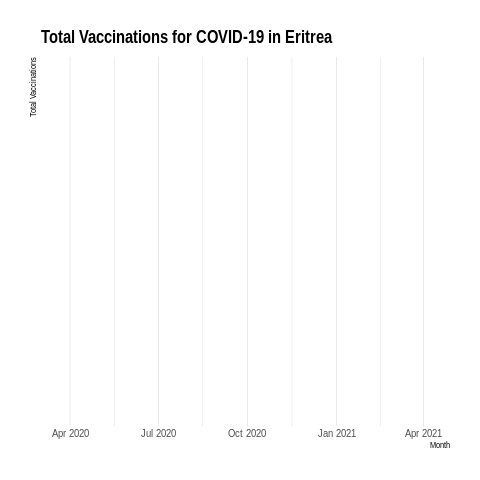 Total Vaccinations for COVID-19 in Eritrea
Total Vaccinations
Apr 2020 Jul 2020 Oct 2020 Jan 2021 Apr 2021
Month